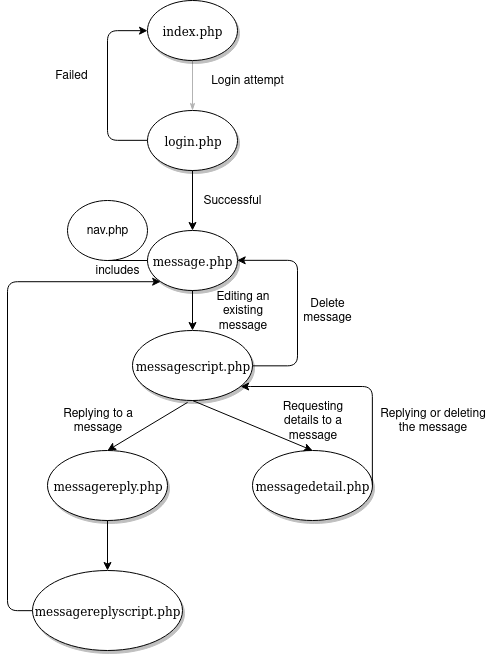 index.php
Failed
Login attempt
login.php
Successful
nav.php
includes
message.php
Editing an
existing
message
Delete
message
messagescript.php
Replying to a
message
Requesting
details to a
message
Replying or deleting
the message
messagereply.php
messagedetail.php
messagereplyscript.php